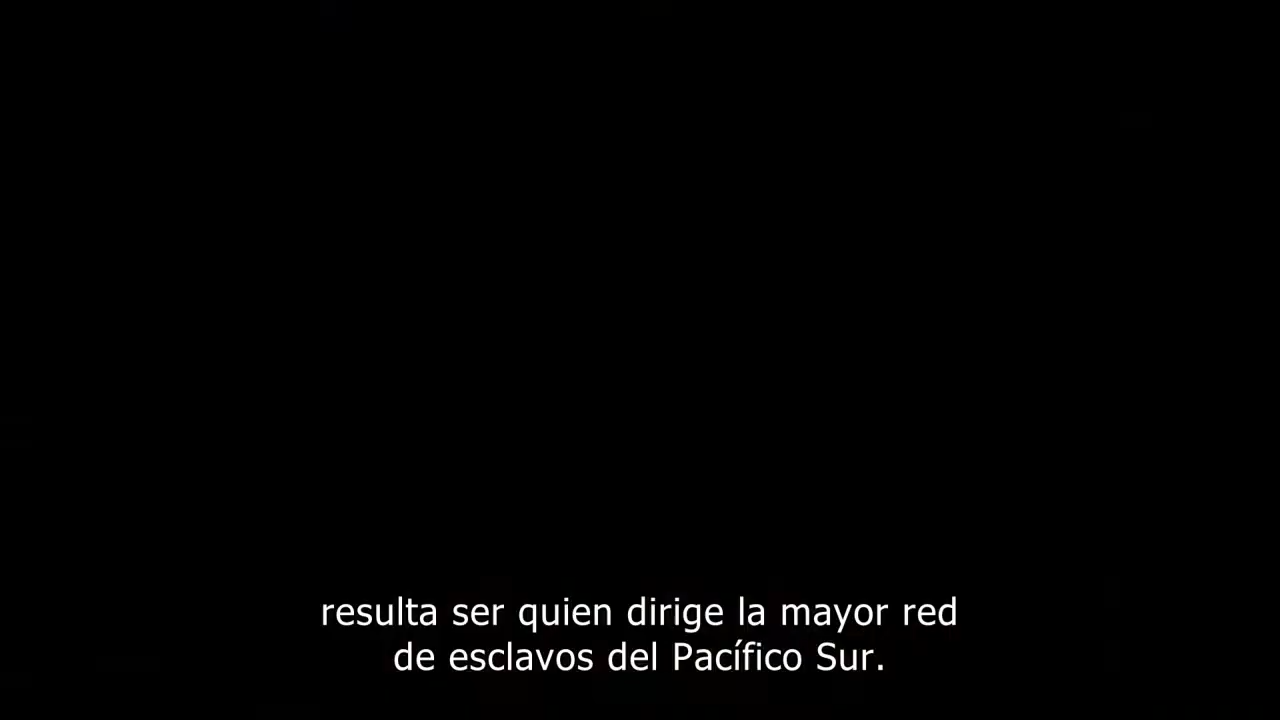 resulta ser quien dirige la mayor red
de esclavos del Pacífico Sur.